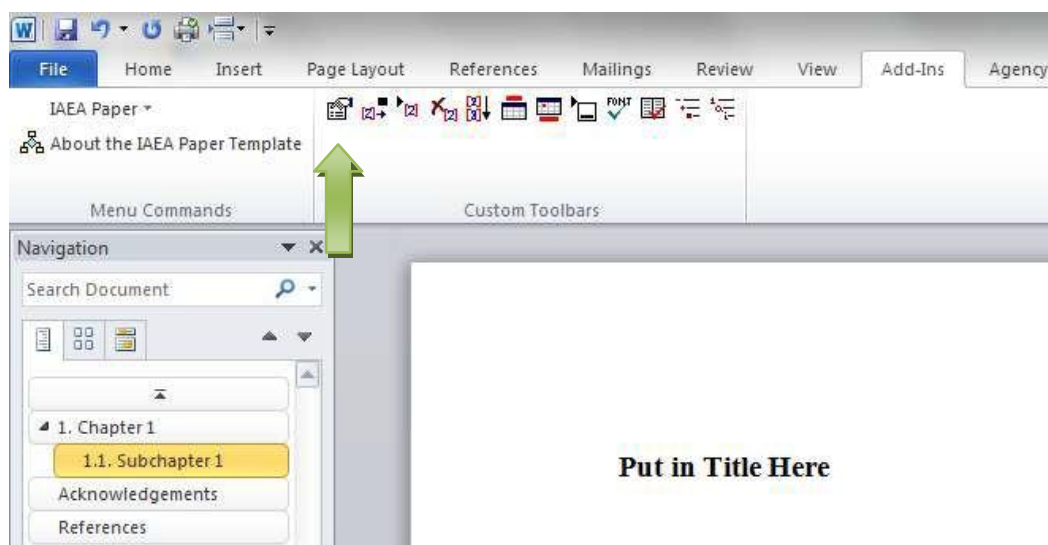 File Home Insert Page Layout References Mailings Review View Add-Ins Agency
IAEA Paper
About the IAEA Paper Template
Menu Commands Custom Toolbars
Navigation
Search Document
1. Chapter 1
1.1. Subchapter 1
Acknowledgements
References
Put in Title Here